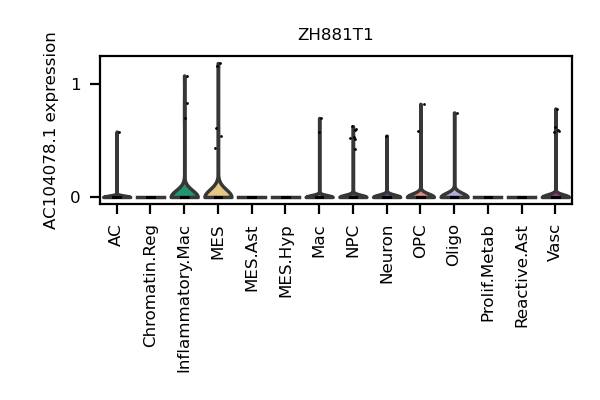 ZH881T1
AC104078.1 expression
1
0
AC
Chromatin.Reg
Inflammatory.Mac
MES
MES.Ast
MES.Hyp
Mac
NPC
Neuron
OPC
Oligo
Prolif.Metab
Reactive.Ast
Vasc